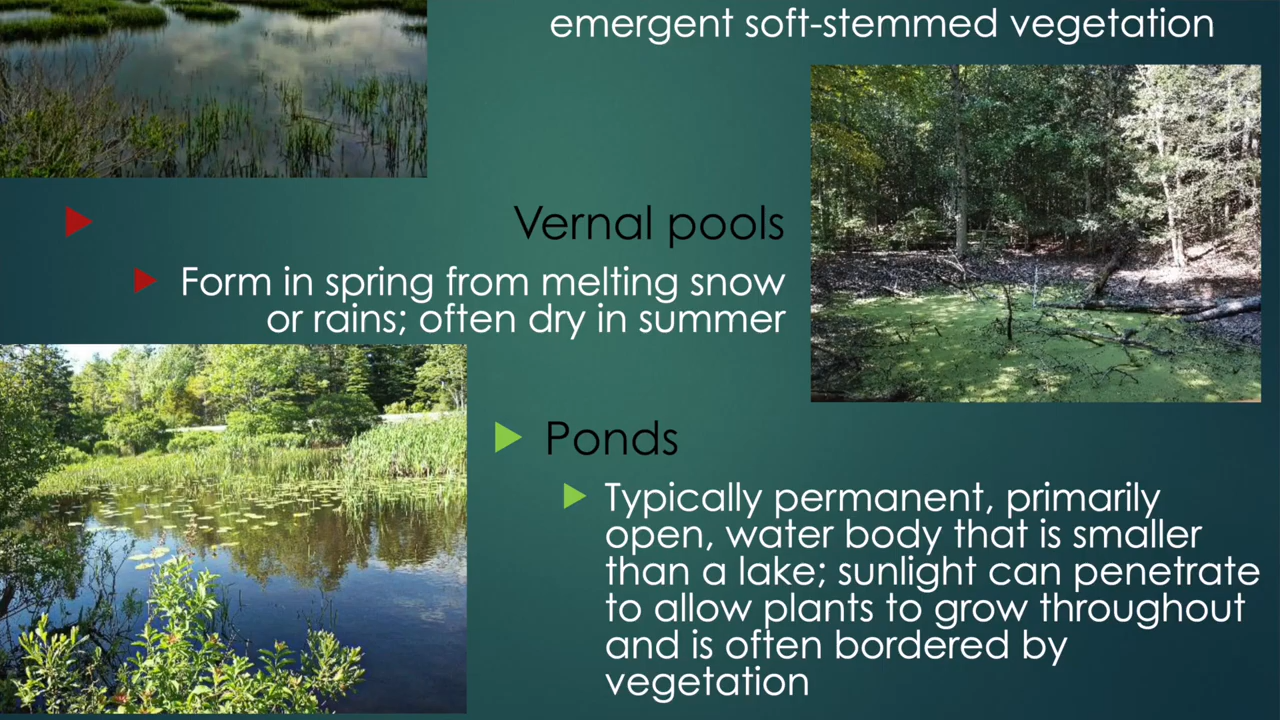 emergent soft-stemmed vegetation
Vernal pools
Form in spring from melting snow
or rains; often dry in summer
Ponds
Typically permanent, primarily
open, water body that is smaller
than a lake; sunlight can penetrate
to allow plants to grow throughout
and is often bordered by
vegetation